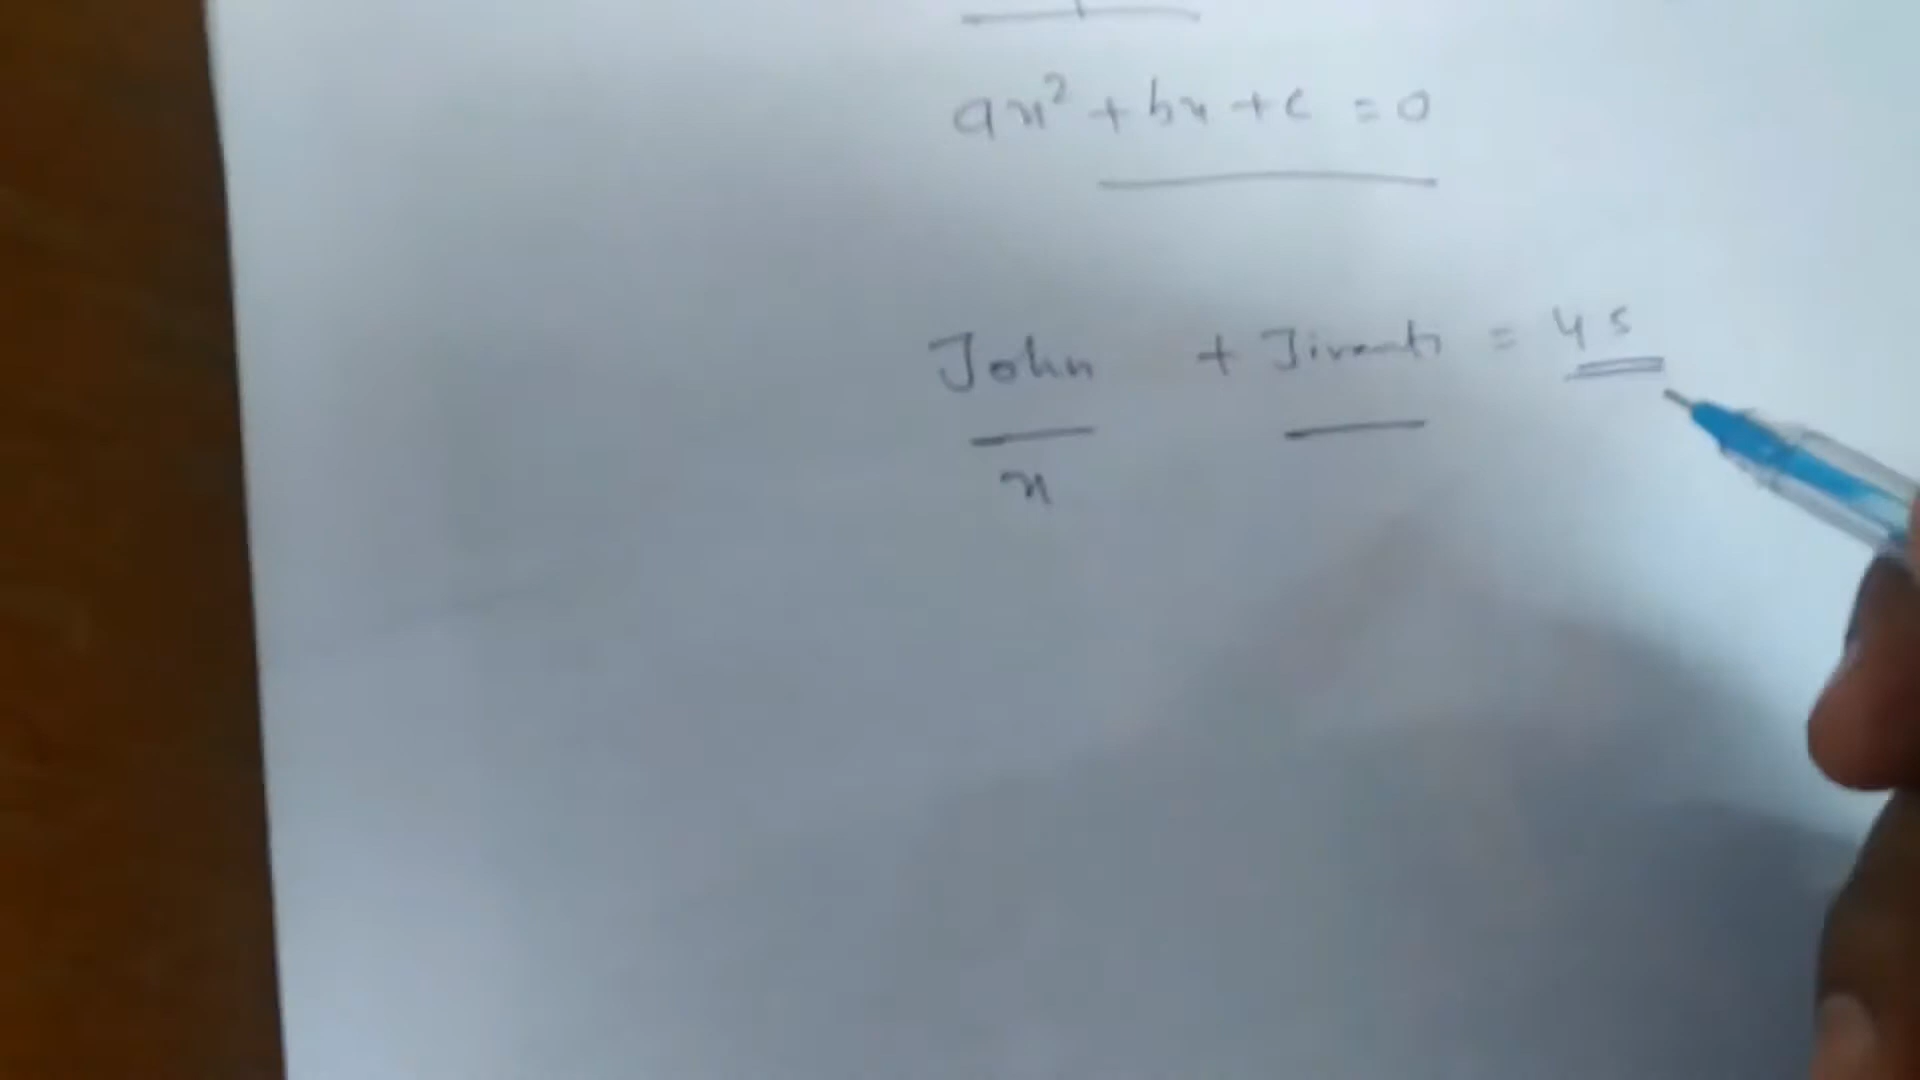 ax² + bx + c = 0
John + Jivanti = 45
x